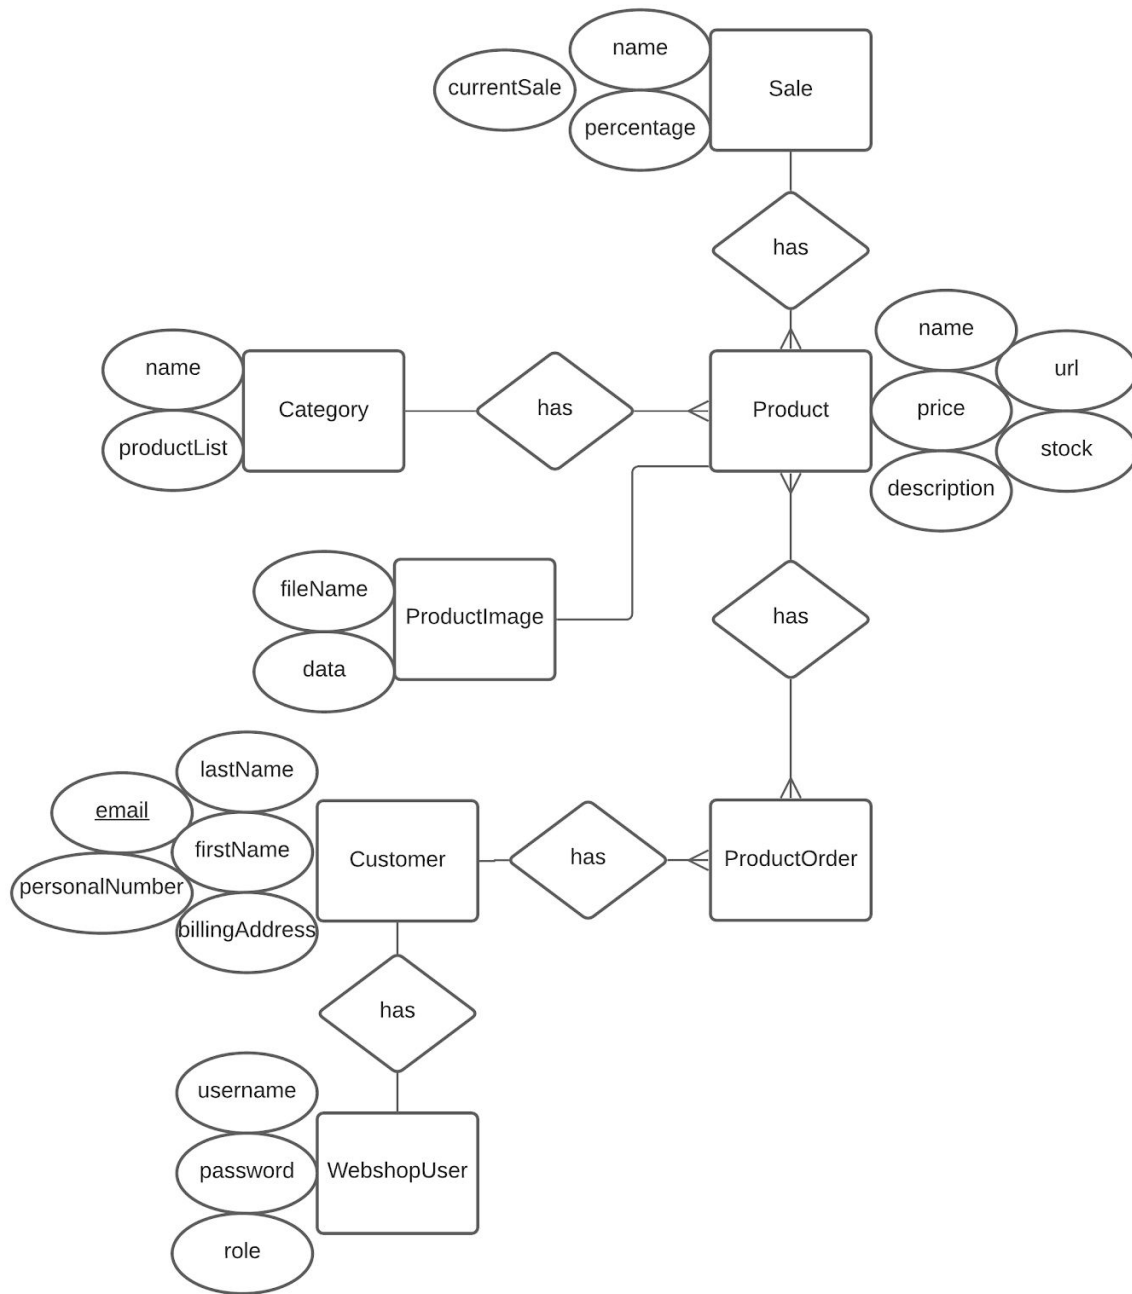 name
currentSale
Sale
percentage
has
name
url
name
Category
has
Product
price
productList
stock
description
fileName
ProductImage
has
data
lastName
email
firstName
Customer
has
ProductOrder
personalNumber
billingAddress
has
username
password
WebshopUser
role